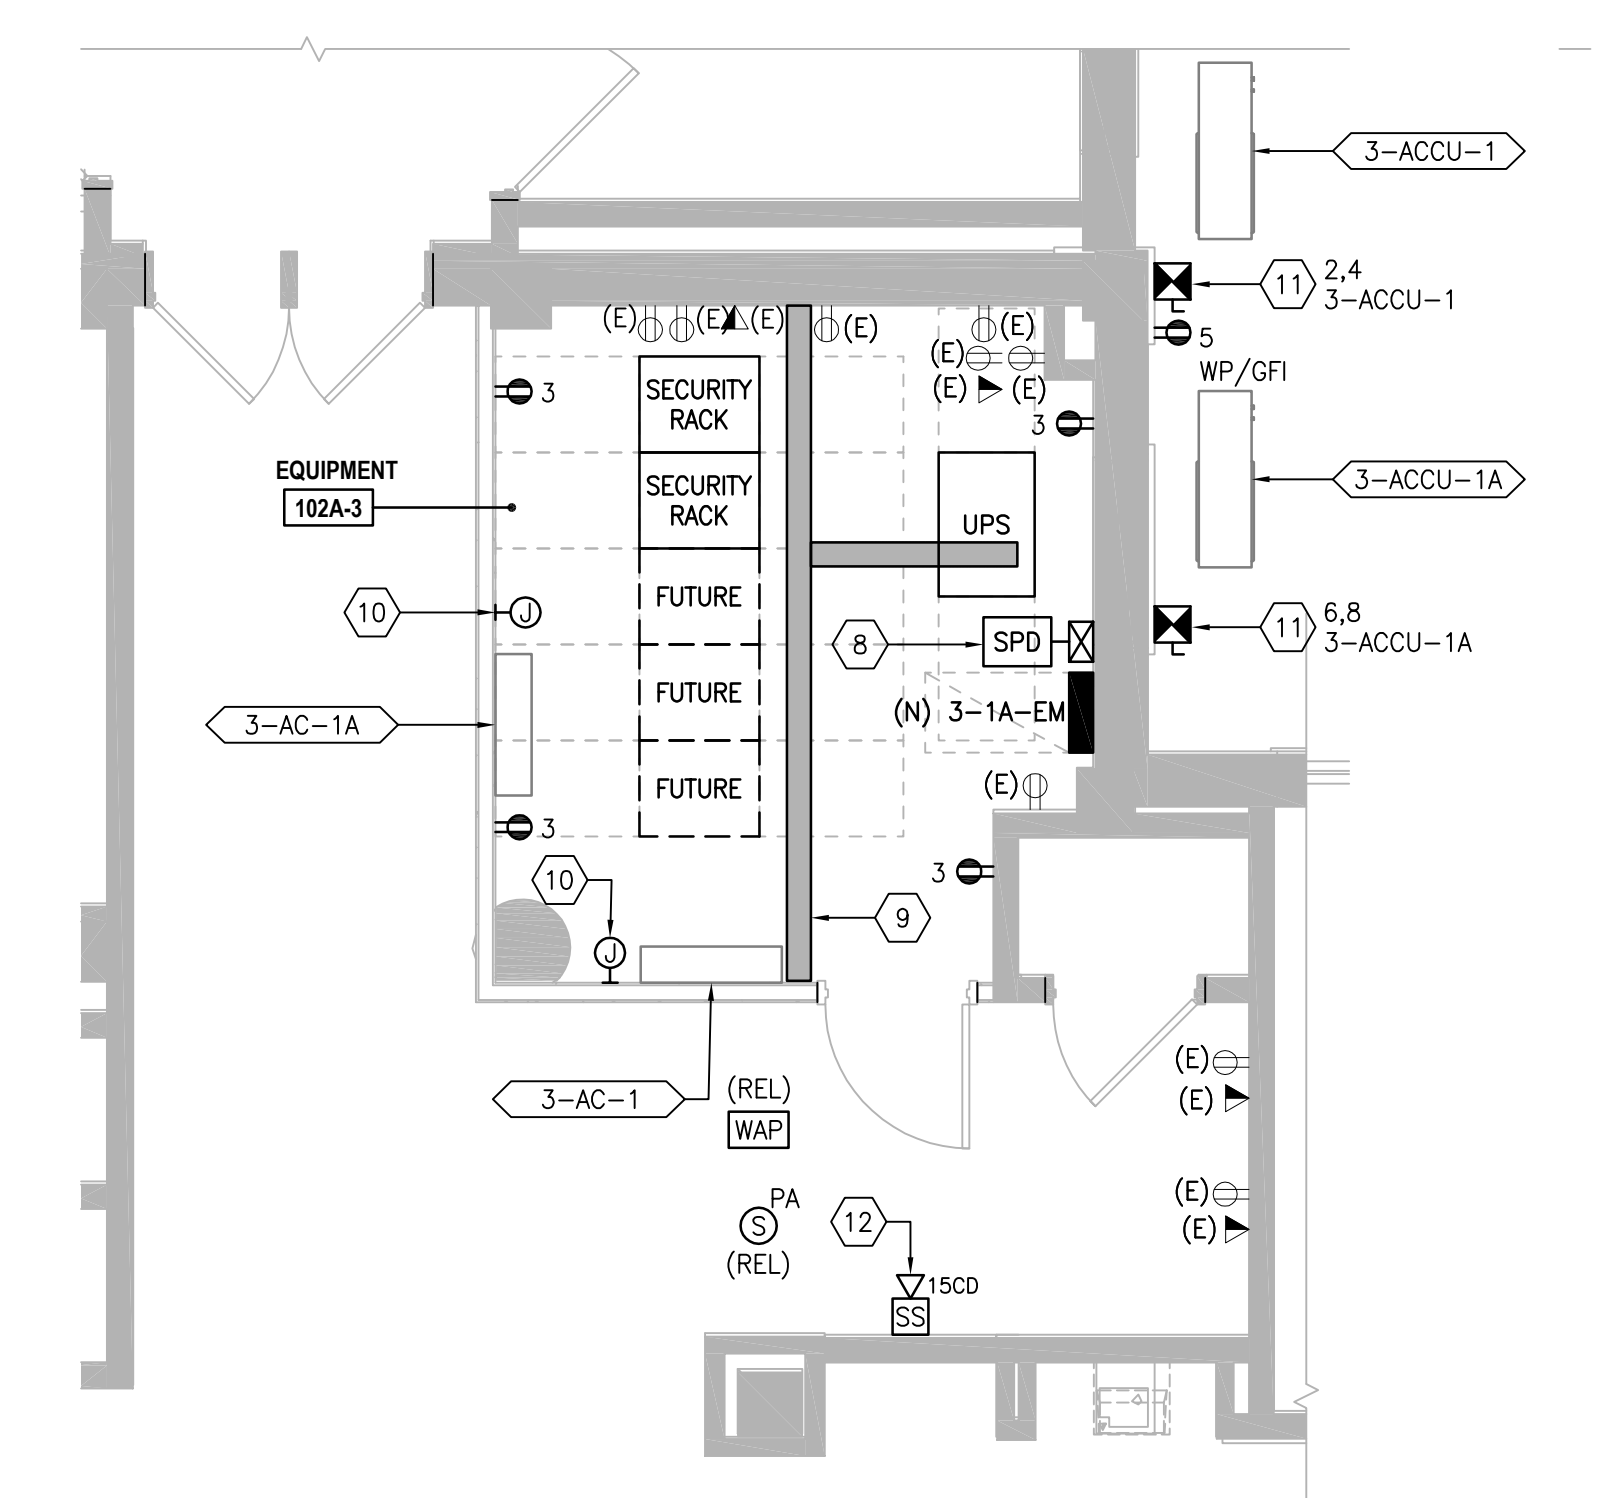 3-ACCU-1
11
2,4
3-ACCU-1
(E)
(E)
(E)
(E)
(E)
5
WP/GFI
(E)
(E)
(E)
3
SECURITY
RACK
3
EQUIPMENT
102A-3
SECURITY
RACK
3-ACCU-1A
UPS
10
J
FUTURE
8
SPD
11
6,8
3-ACCU-1A
3-AC-1A
FUTURE
(N) 3-1A-EM
FUTURE
(E)
3
10
3
9
J
3-AC-1
(REL)
WAP
(E)
(E)
PA
S
(REL)
12
(E)
(E)
15CD
SS